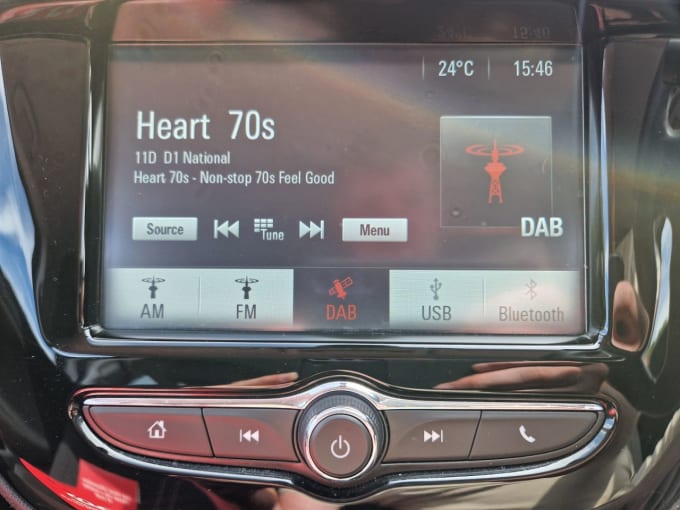 24°C 15:46
Heart 70s
11D D1 National
Heart 70s - Non-stop 70s Feel Good
DAB
Source Tune Menu
AM FM DAB USB Bluetooth